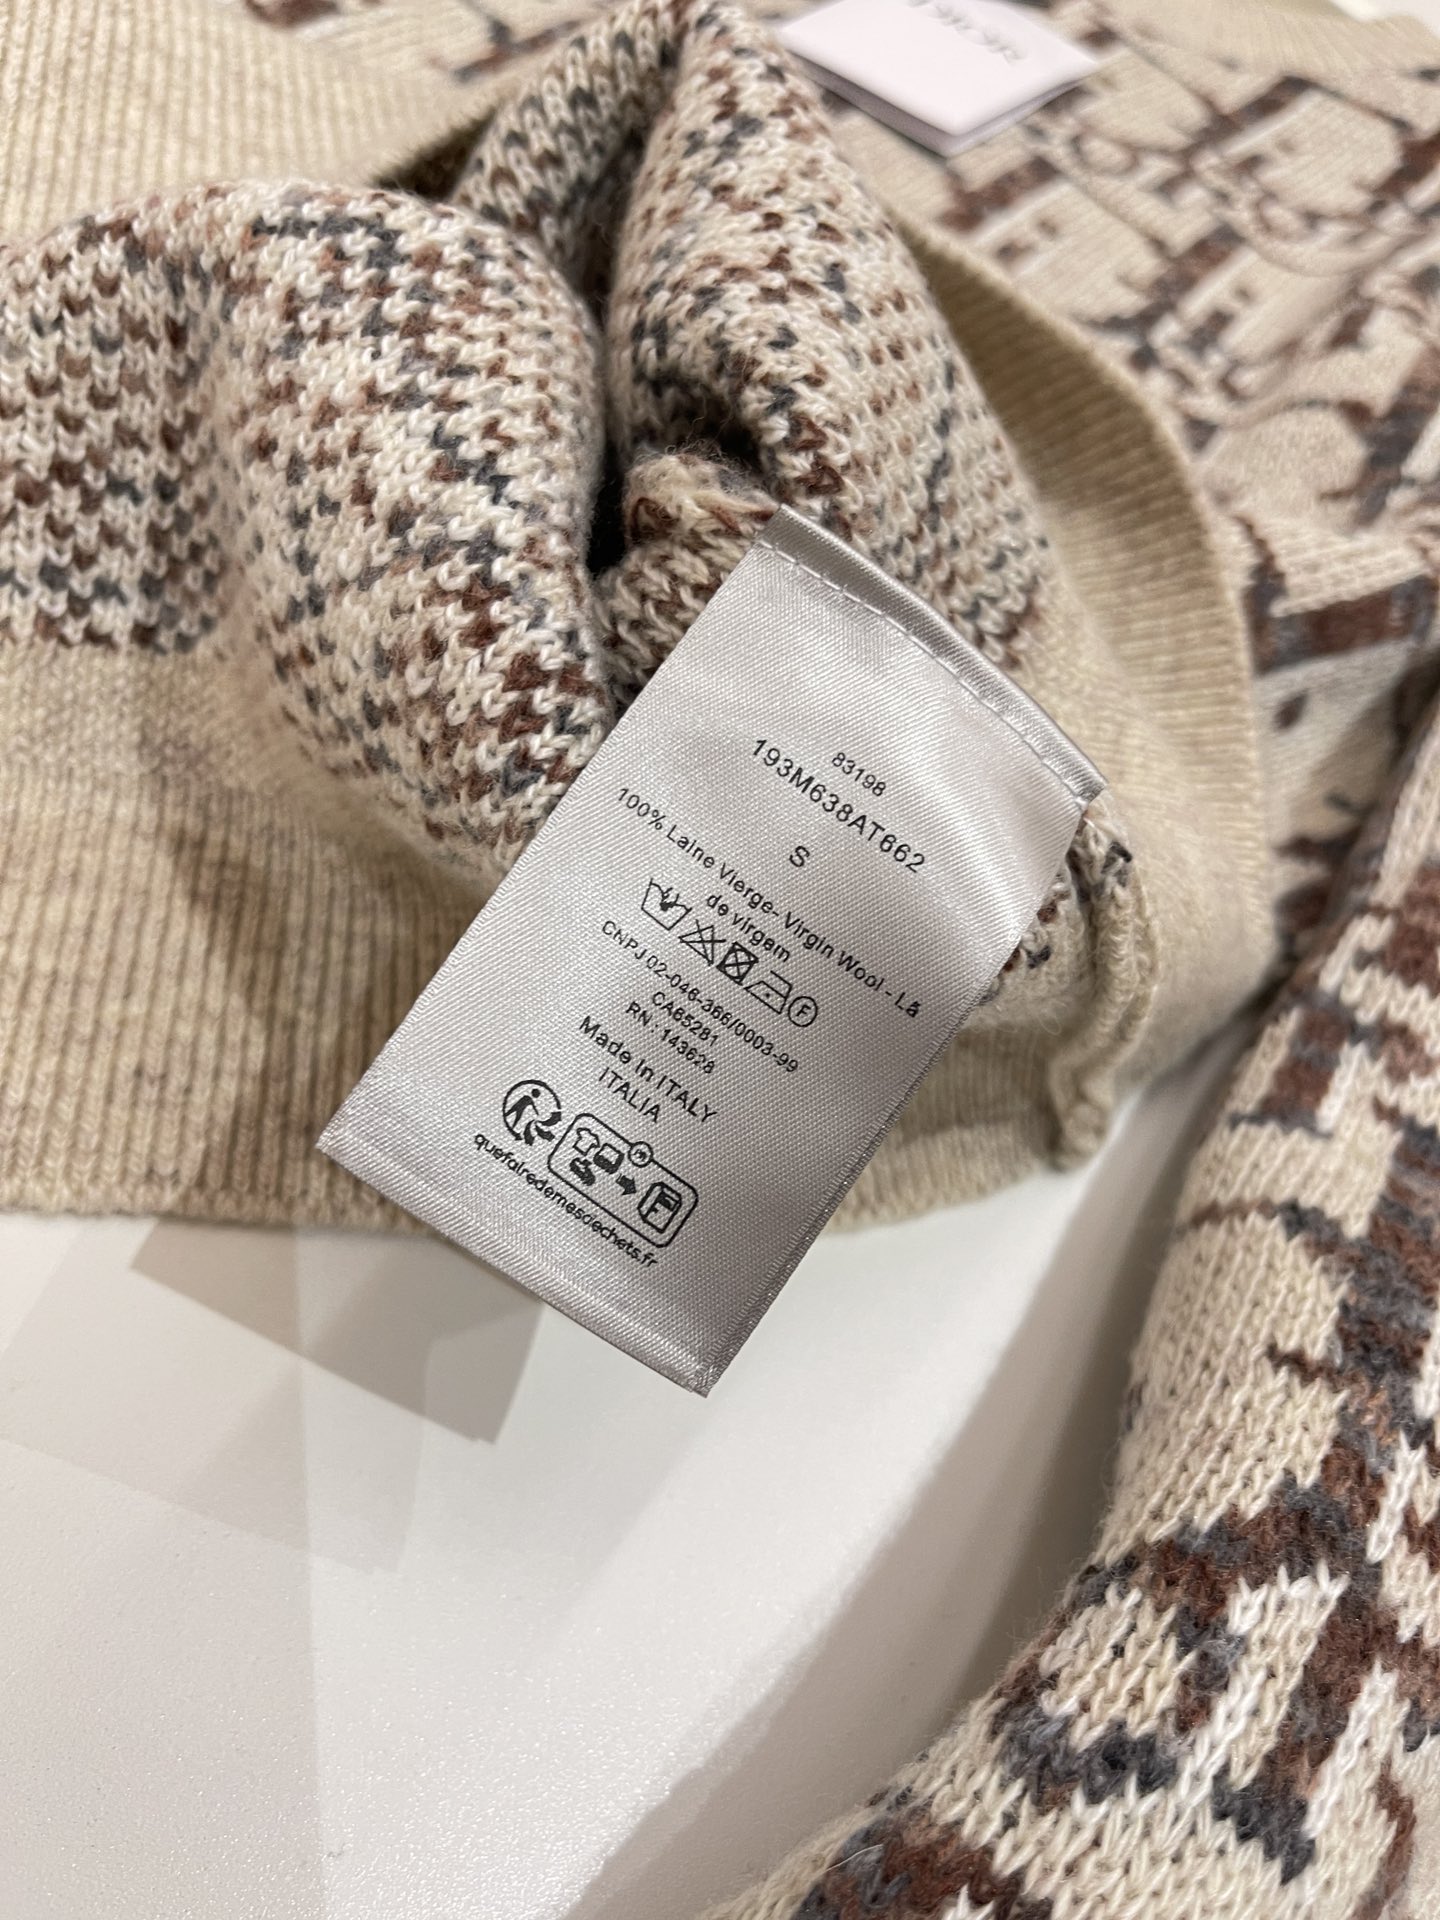 DIOR
83198
193M638AT662
S
100% Laine Vierge- Virgin Wool - Lã
de virgem
F
CNPJ 02-046-366/0003-99
CA65281
RN : 143628
Made in ITALY
ITALIA
quefairedemesdechets.fr